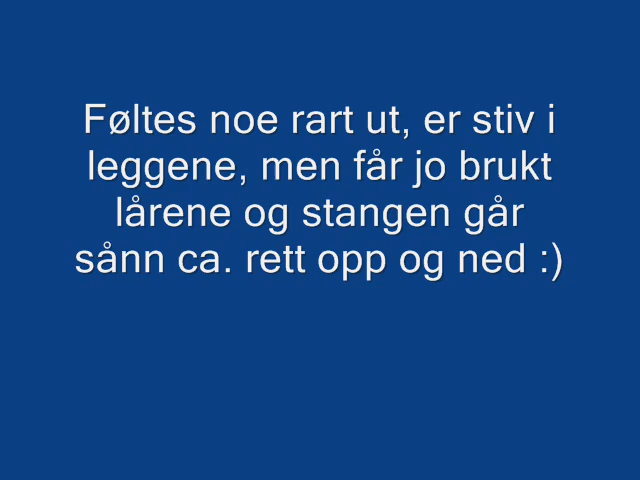 Føltes noe rart ut, er stiv i
leggene, men får jo brukt
lårene og stangen går
sånn ca. rett opp og ned :)